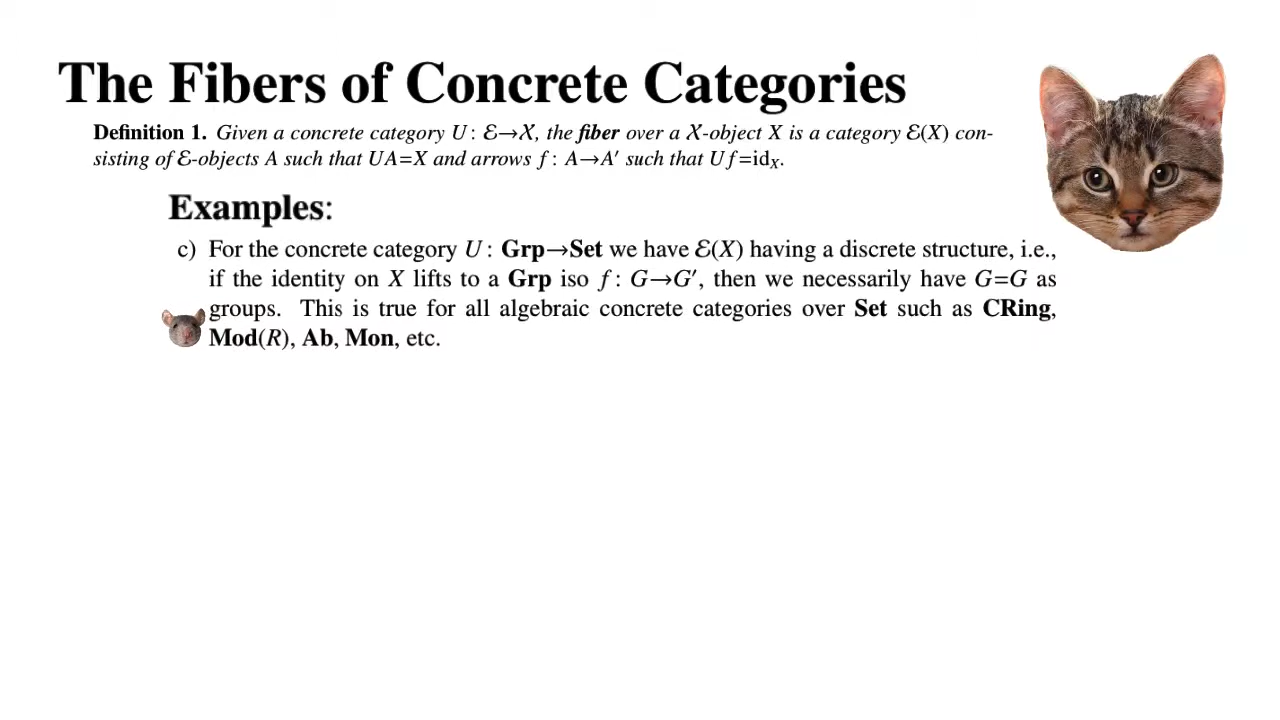 The Fibers of Concrete Categories
Definition 1. Given a concrete category U : ℰ→𝒳, the fiber over a 𝒳-object X is a category ℰ(X) con-
sisting of ℰ-objects A such that UA=X and arrows f : A→A′ such that Uf=id_X.
Examples:
c) For the concrete category U : Grp→Set we have ℰ(X) having a discrete structure, i.e.,
if the identity on X lifts to a Grp iso f : G→G′, then we necessarily have G=G as
groups. This is true for all algebraic concrete categories over Set such as CRing,
Mod(R), Ab, Mon, etc.